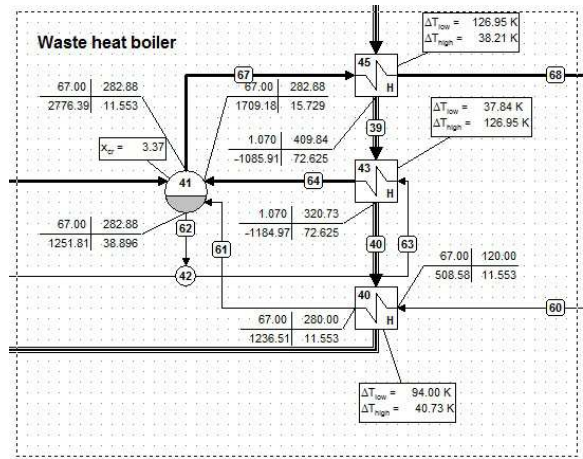 ΔT_low = 126.95 K
ΔT_high = 38.21 K
Waste heat boiler
45
H
67
68
67.00 282.88
2776.39 11.553
67.00 282.88
1709.18 15.729
39
ΔT_low = 37.84 K
ΔT_high = 126.95 K
1.070 409.84
-1085.91 72.625
x_cr = 3.37
41
64
43
H
1.070 320.73
-1184.97 72.625
67.00 282.88
1251.81 38.896
62
61
40
63
67.00 120.00
508.58 11.553
42
40
H
60
67.00 280.00
1236.51 11.553
ΔT_low = 94.00 K
ΔT_high = 40.73 K